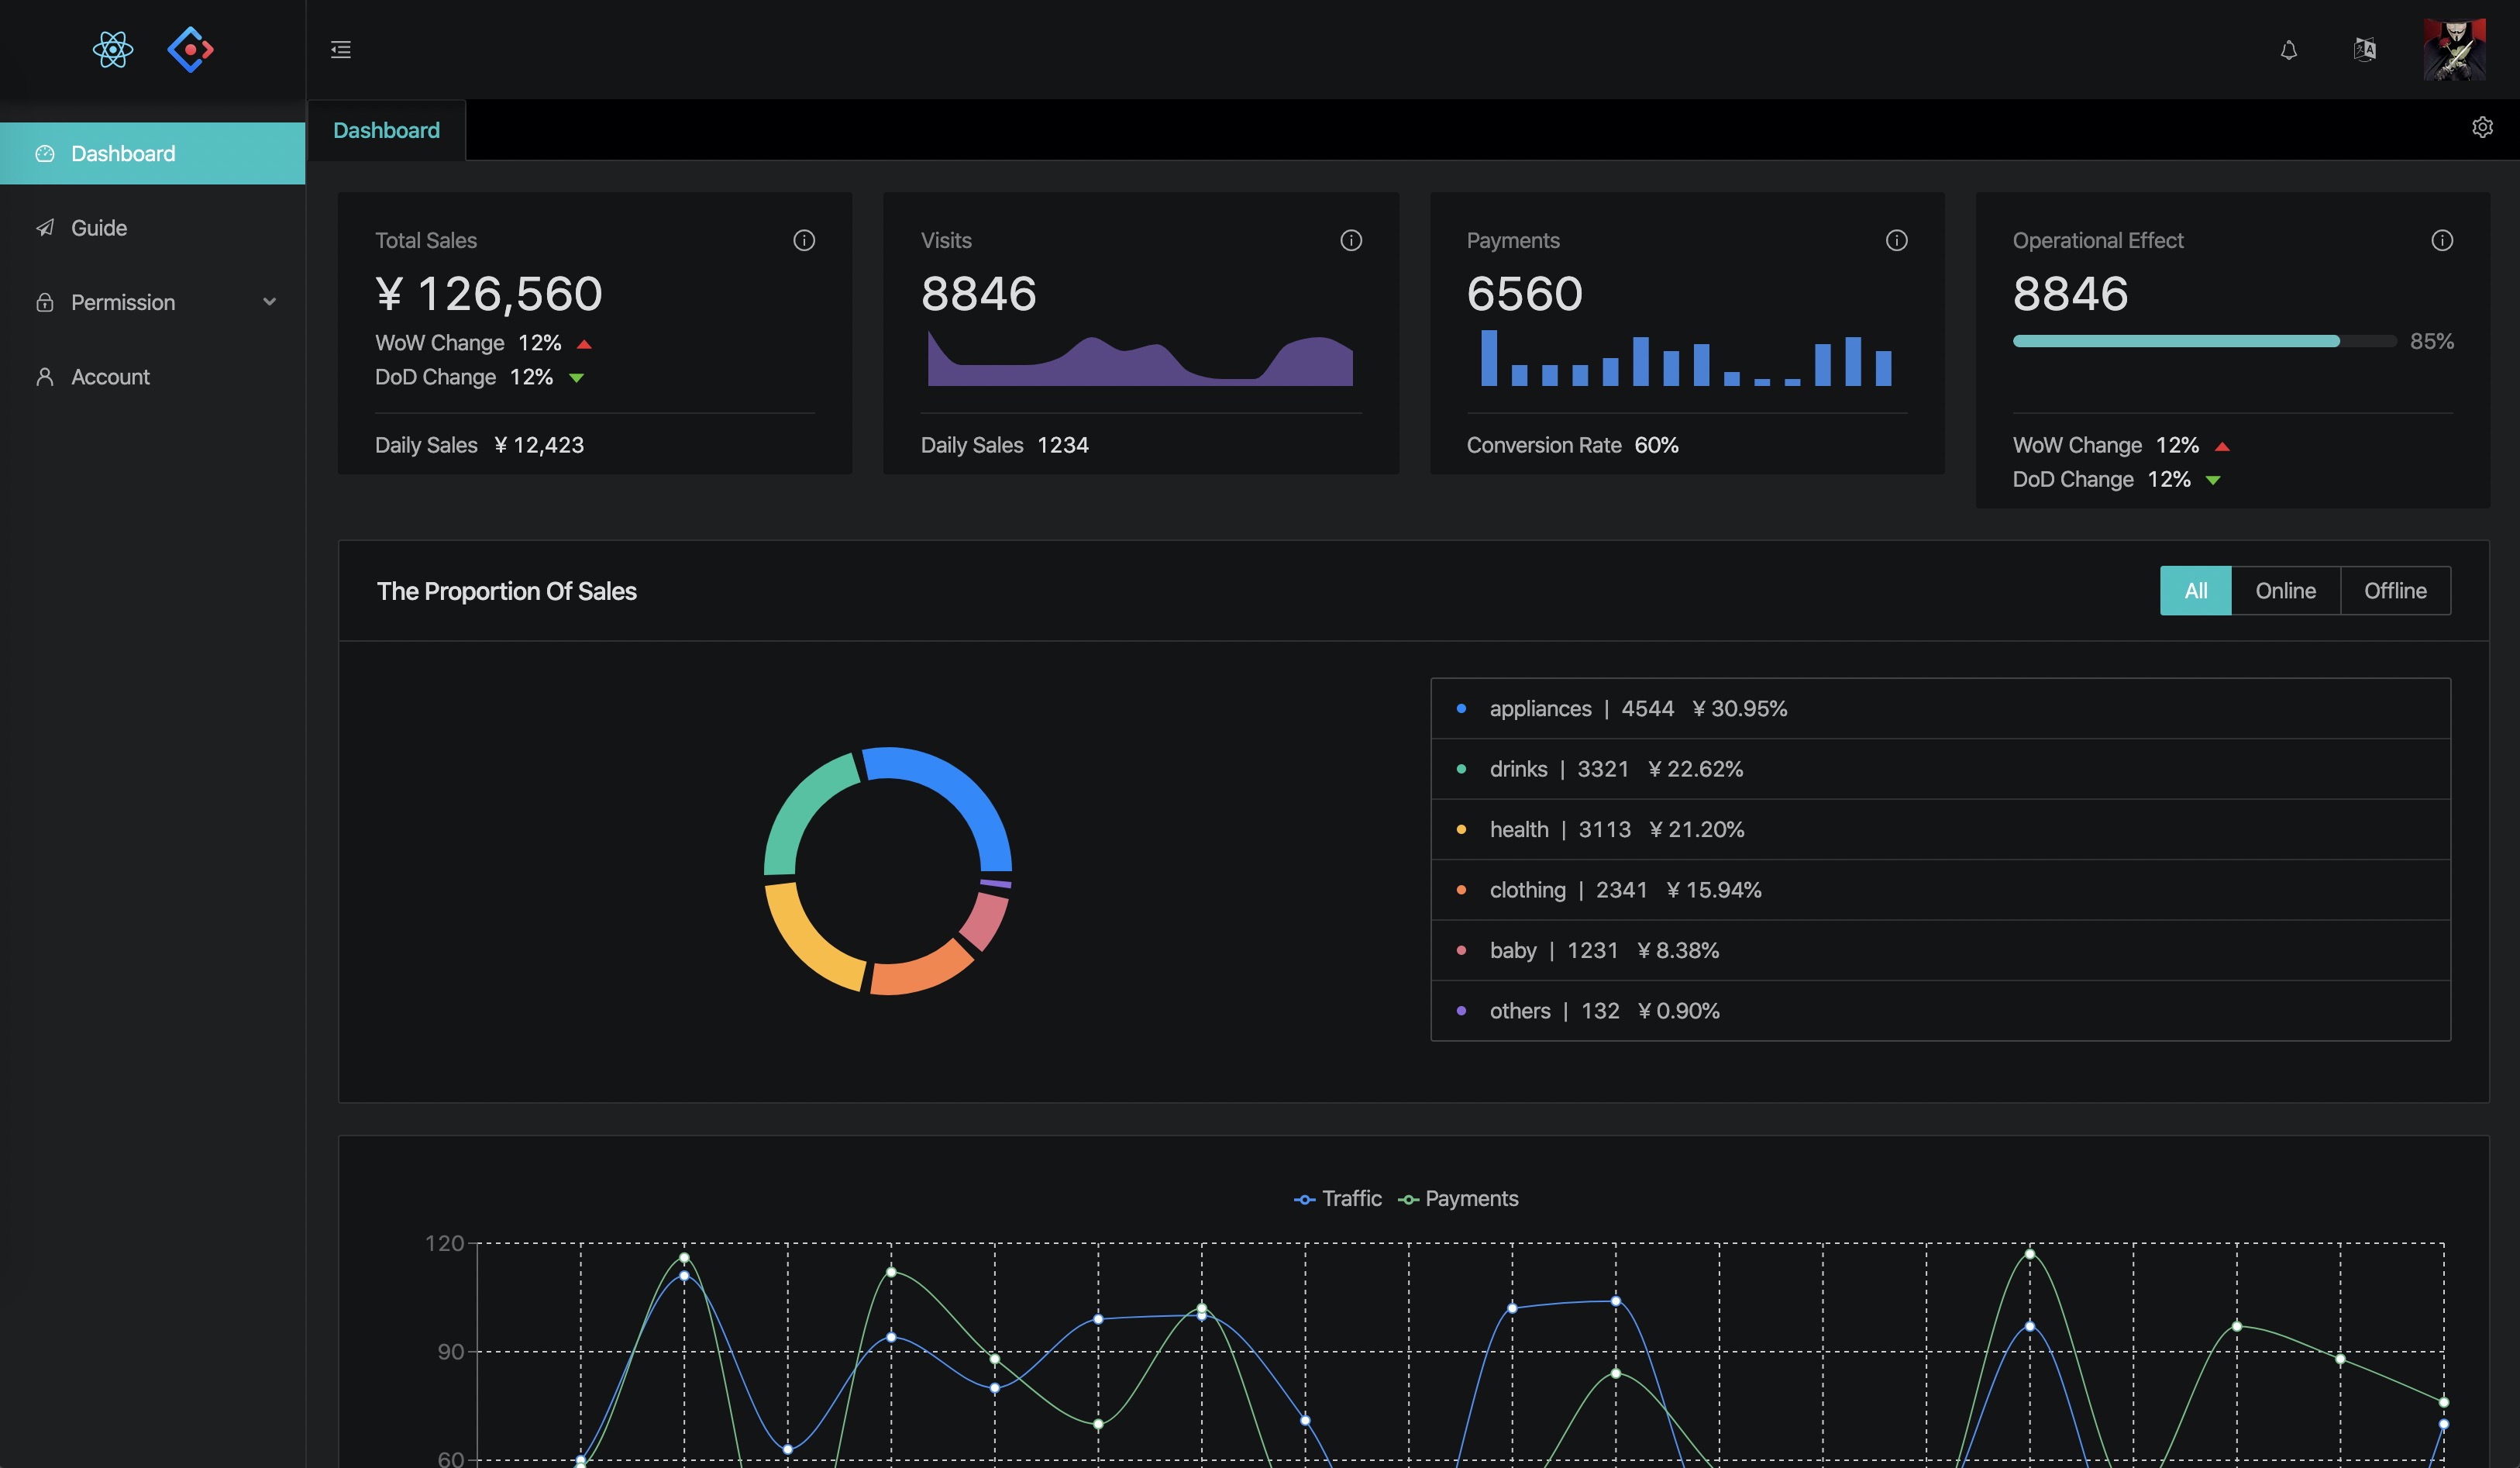 Dashboard
Dashboard
Guide
Permission
Account
Total Sales
¥ 126,560
WoW Change 12%
DoD Change 12%
Daily Sales ¥ 12,423
Visits
8846
Daily Sales 1234
Payments
6560
Conversion Rate 60%
Operational Effect
8846
85%
WoW Change 12%
DoD Change 12%
The Proportion Of Sales
All Online Offline
appliances | 4544 ¥ 30.95%
drinks | 3321 ¥ 22.62%
health | 3113 ¥ 21.20%
clothing | 2341 ¥ 15.94%
baby | 1231 ¥ 8.38%
others | 132 ¥ 0.90%
Traffic Payments
120
90
60